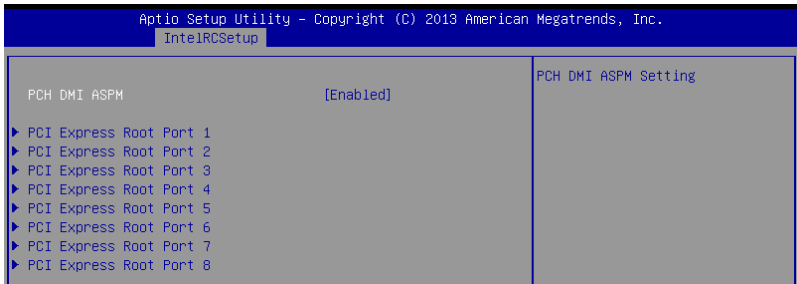 Aptio Setup Utility – Copyright (C) 2013 American Megatrends, Inc.
IntelRCSetup
PCH DMI ASPM [Enabled]
PCI Express Root Port 1
PCI Express Root Port 2
PCI Express Root Port 3
PCI Express Root Port 4
PCI Express Root Port 5
PCI Express Root Port 6
PCI Express Root Port 7
PCI Express Root Port 8
PCH DMI ASPM Setting